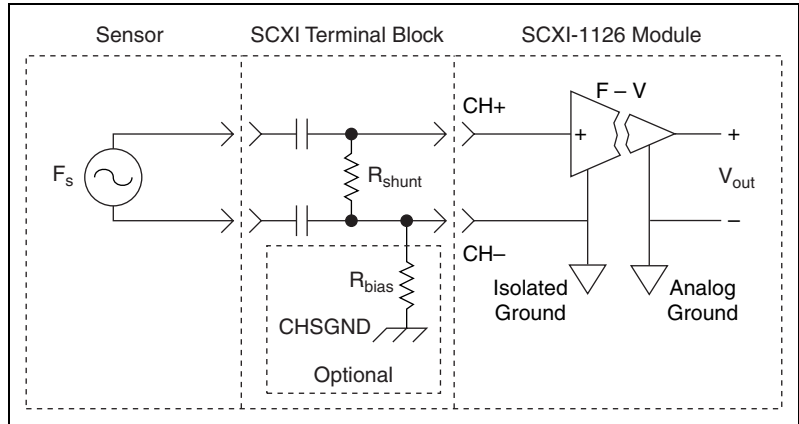 Sensor
SCXI Terminal Block
SCXI-1126 Module
F – V
CH+
+
+
Fs
Rshunt
Vout
–
CH–
Rbias
Isolated
Ground
Analog
Ground
CHSGND
Optional